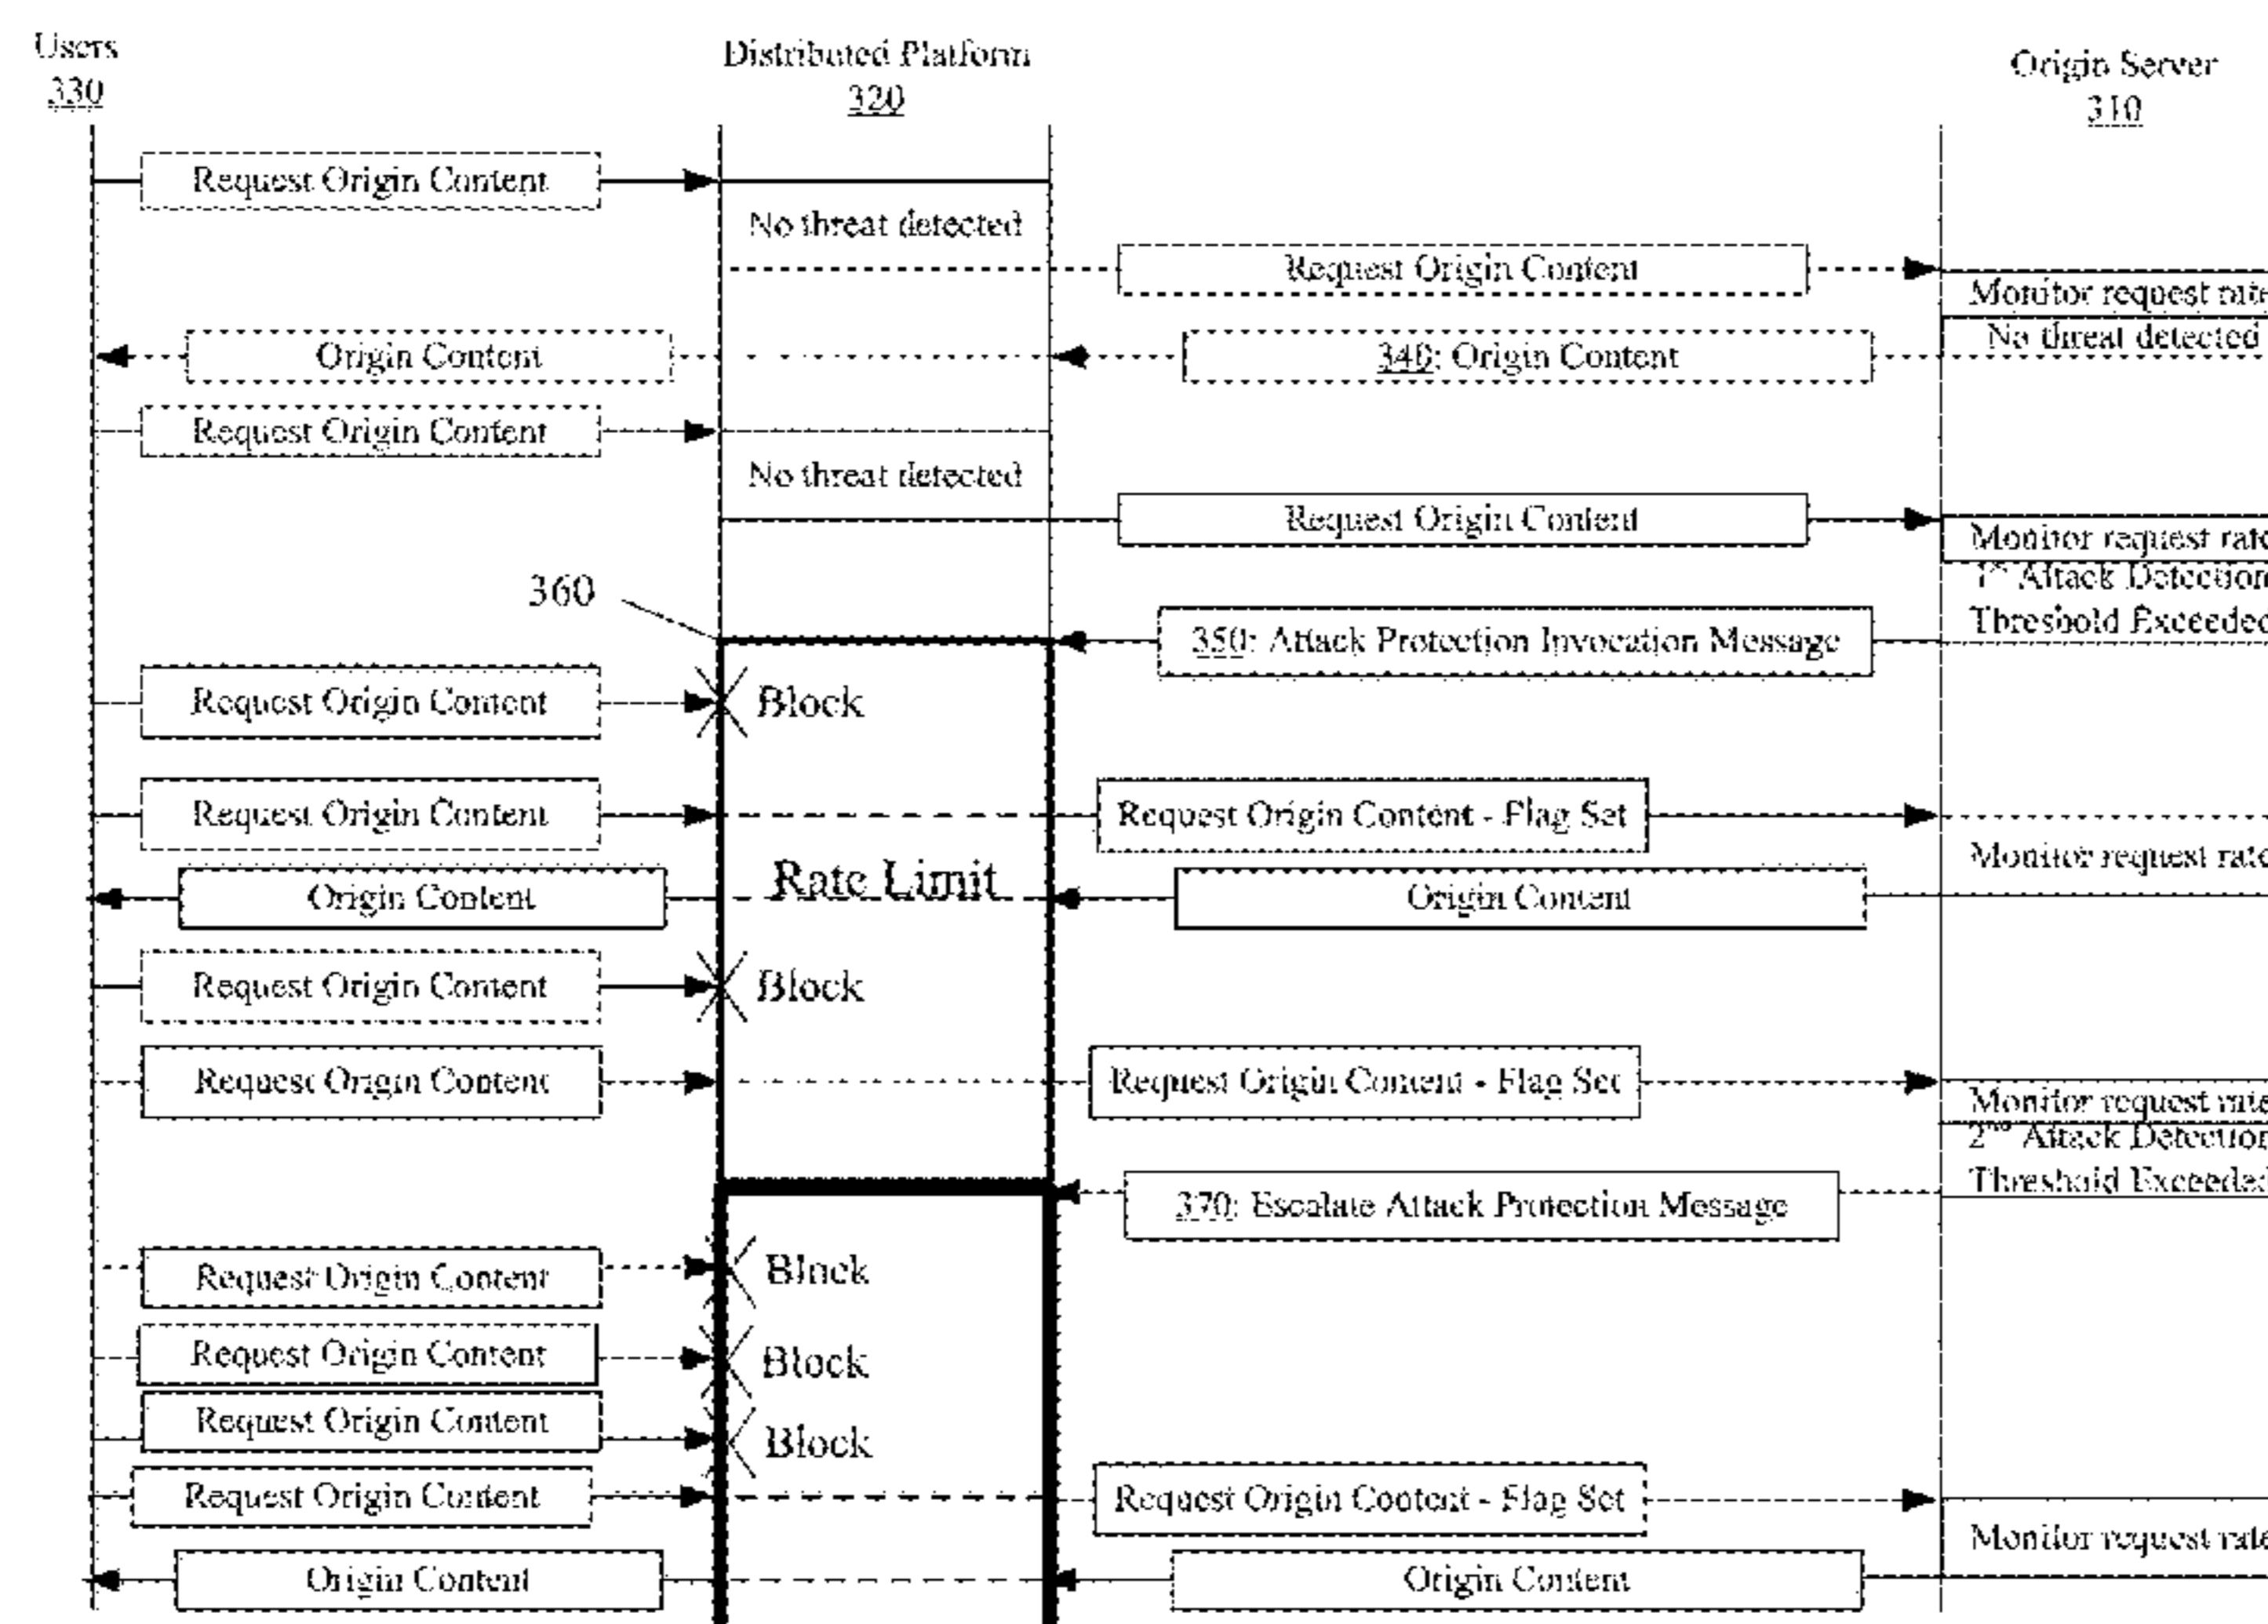 Users
330
Distributed Platform
320
Origin Server
310
Request Origin Content
No threat detected
Request Origin Content
Monitor request rate
No threat detected
Origin Content
340: Origin Content
Request Origin Content
No threat detected
Request Origin Content
Monitor request rate
1st Attack Detection
Threshold Exceeded
360
350: Attack Protection Invocation Message
Request Origin Content
Block
Request Origin Content
Request Origin Content - Flag Set
Monitor request rate
Rate Limit
Origin Content
Origin Content
Request Origin Content
Block
Request Origin Content
Request Origin Content - Flag Set
Monitor request rate
2nd Attack Detection
Threshold Exceeded
370: Escalate Attack Protection Message
Request Origin Content
Block
Request Origin Content
Block
Request Origin Content
Block
Request Origin Content
Request Origin Content - Flag Set
Monitor request rate
Origin Content
Origin Content